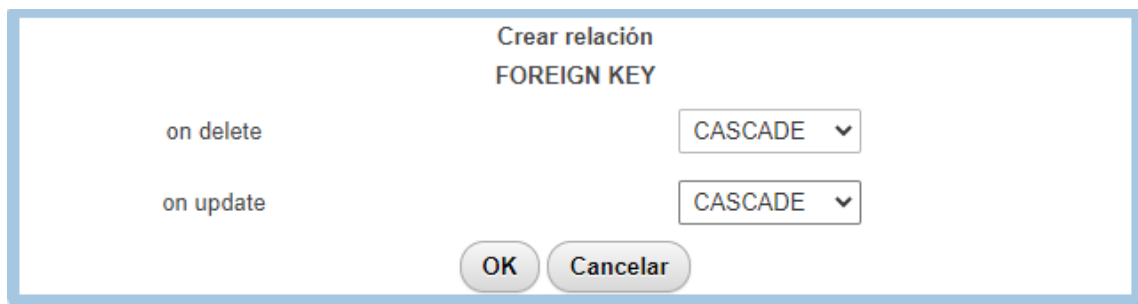 Crear relación
FOREIGN KEY
on delete CASCADE
on update CASCADE
OK Cancelar